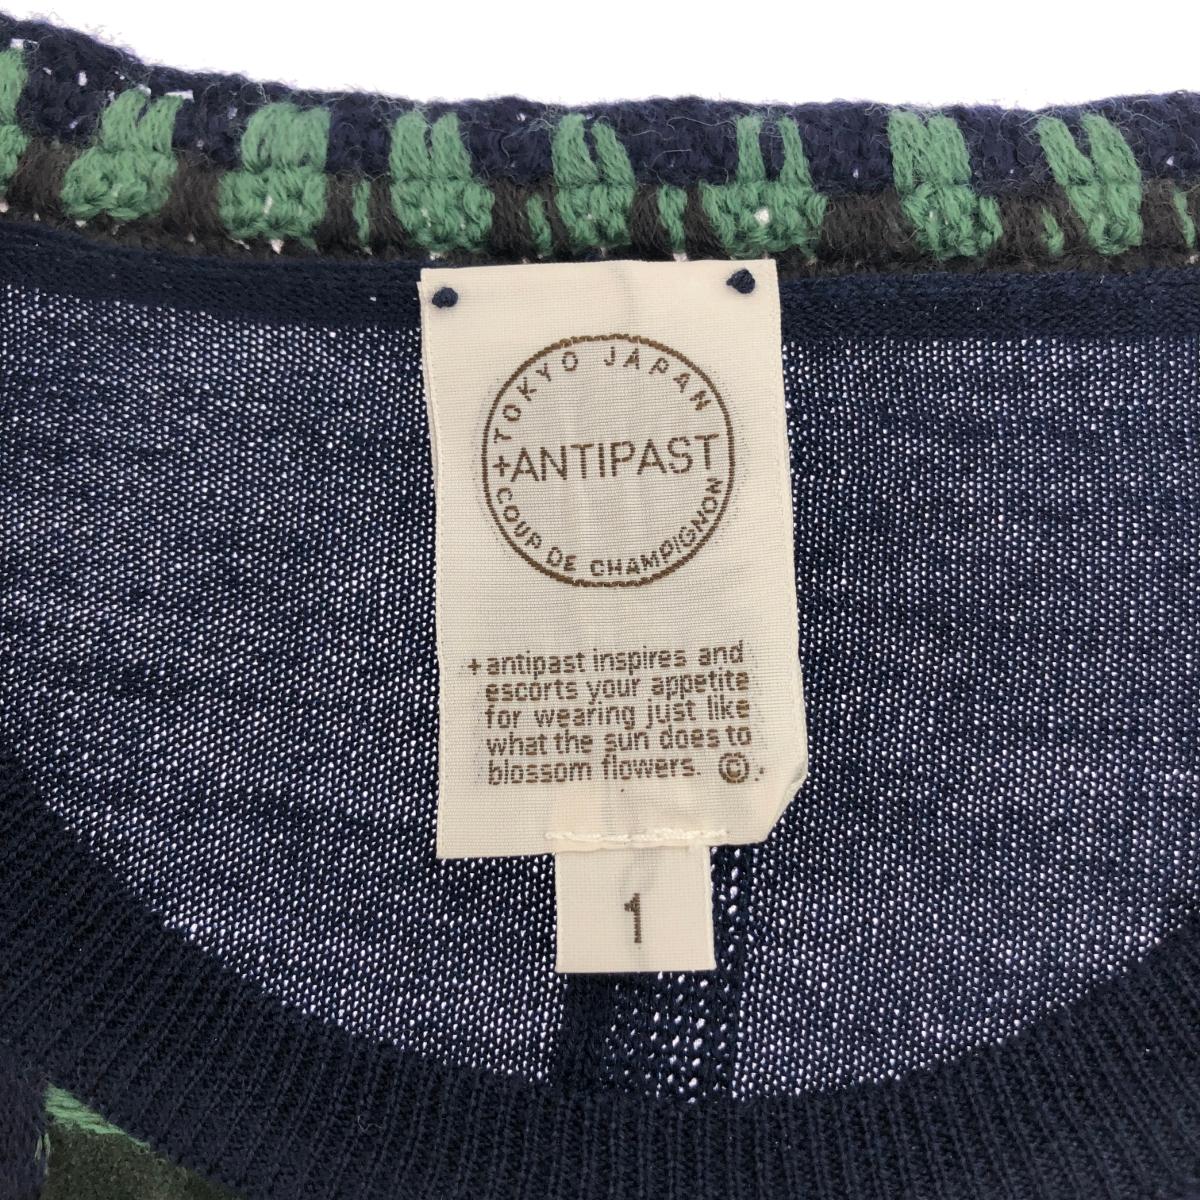 TOKYO JAPAN
+ANTIPAST
COUP DE CHAMPIGNON
+antipast inspires and
escorts your appetite
for wearing just like
what the sun does to
blossom flowers. ©.
1